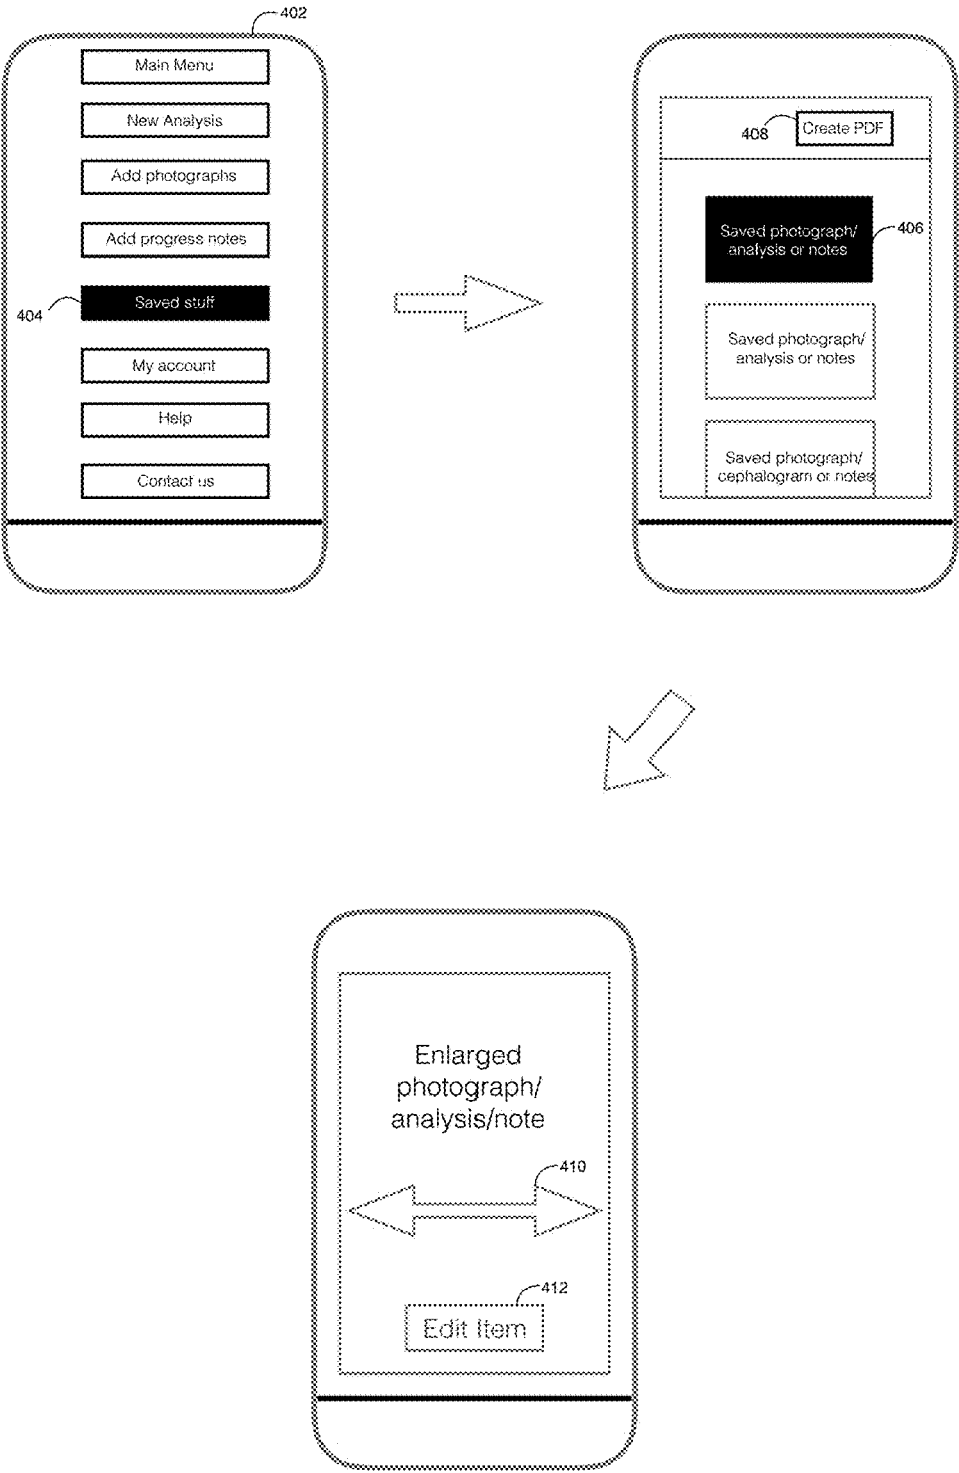 402
Main Menu
New Analysis
Add photographs
Add progress notes
404
Saved stuff
My account
Help
Contact us
408
Create PDF
Saved photograph/
analysis or notes
406
Saved photograph/
analysis or notes
Saved photograph/
cephalogram or notes
Enlarged
photograph/
analysis/note
410
412
Edit Item